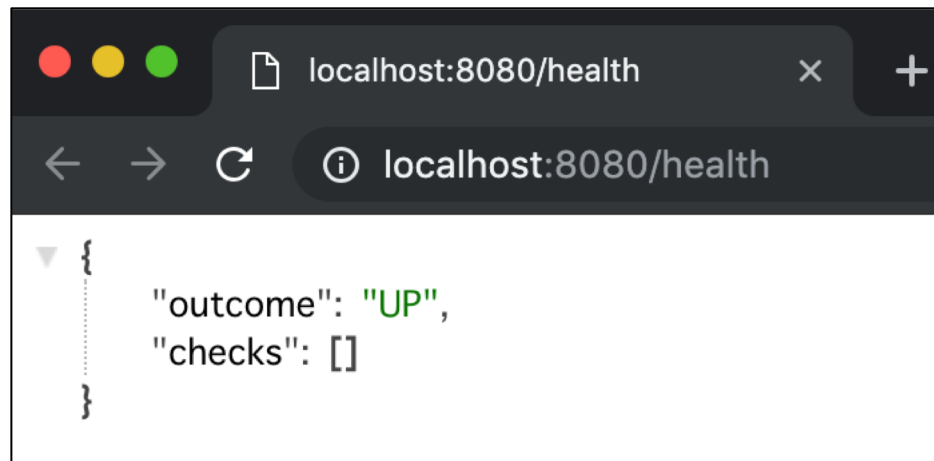 localhost:8080/health
localhost:8080/health
{
"outcome": "UP",
"checks": []
}